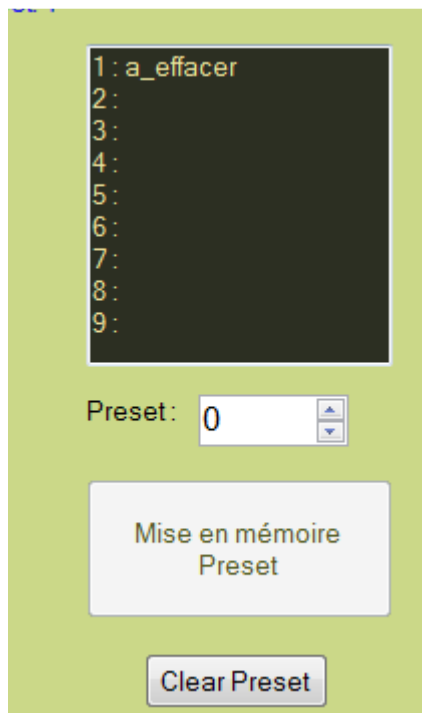 1 : a_effacer
2 :
3 :
4 :
5 :
6 :
7 :
8 :
9 :
Preset : 0
Mise en mémoire
Preset
Clear Preset